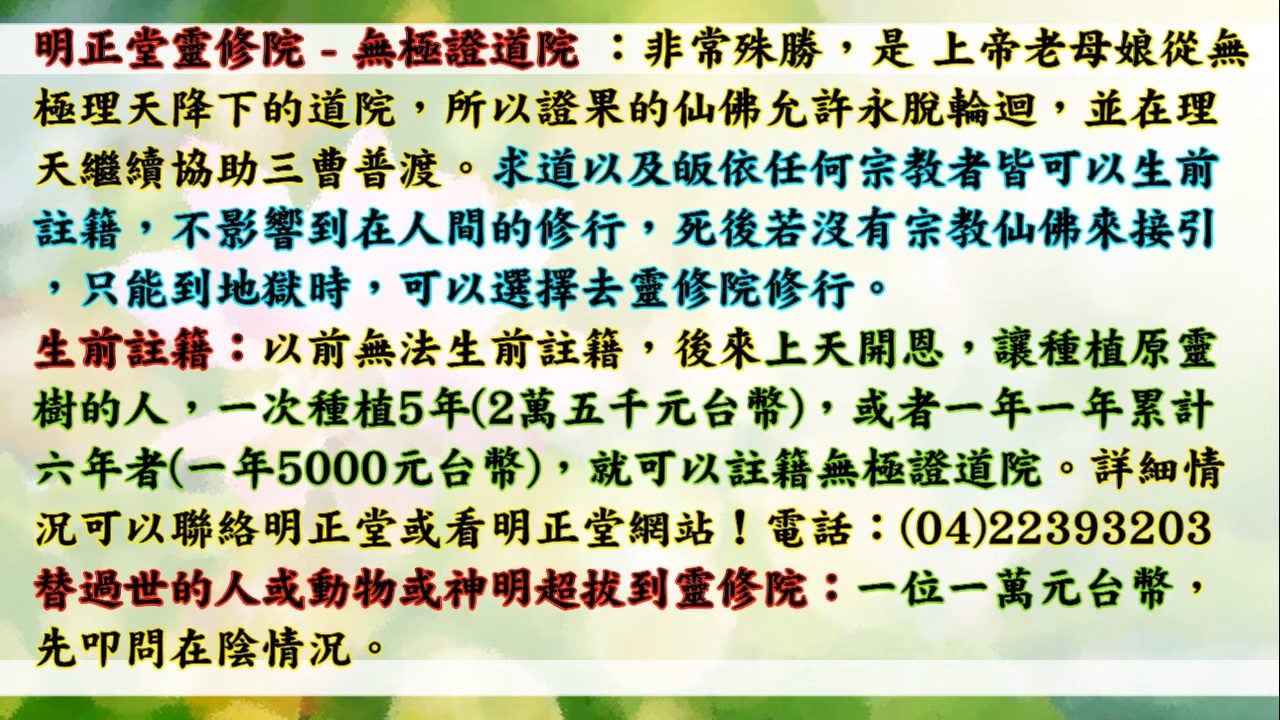 明正堂靈修院 - 無極證道院 ：非常殊勝，是 上帝老母娘從無
極理天降下的道院，所以證果的仙佛允許永脫輪迴，並在理
天繼續協助三曹普渡。求道以及皈依任何宗教者皆可以生前
註籍，不影響到在人間的修行，死後若沒有宗教仙佛來接引
，只能到地獄時，可以選擇去靈修院修行。
生前註籍：以前無法生前註籍，後來上天開恩，讓種植原靈
樹的人，一次種植5年(2萬五千元台幣)，或者一年一年累計
六年者(一年5000元台幣)，就可以註籍無極證道院。詳細情
況可以聯絡明正堂或看明正堂網站！電話：(04)22393203
替過世的人或動物或神明超拔到靈修院：一位一萬元台幣，
先叩問在陰情況。